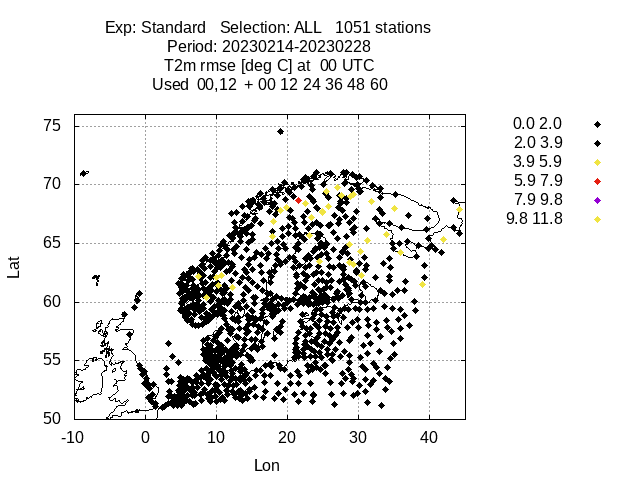 Exp: Standard   Selection: ALL   1051 stations
Period: 20230214-20230228
T2m rmse [deg C] at  00 UTC
Used  00,12  + 00 12 24 36 48 60
75
70
65
60
55
50
Lat
-10 0 10 20 30 40
Lon
0.0 2.0
2.0 3.9
3.9 5.9
5.9 7.9
7.9 9.8
9.8 11.8